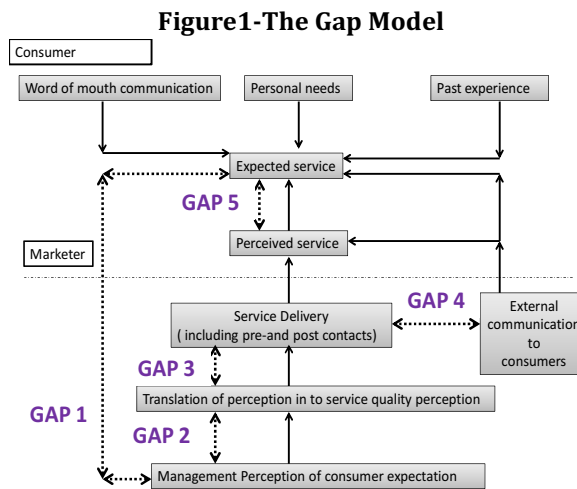 Figure1-The Gap Model
Consumer
Word of mouth communication
Personal needs
Past experience
Expected service
GAP 5
Perceived service
Marketer
GAP 4
Service Delivery
( including pre-and post contacts)
External
communication
to
consumers
GAP 3
Translation of perception in to service quality perception
GAP 1
GAP 2
Management Perception of consumer expectation